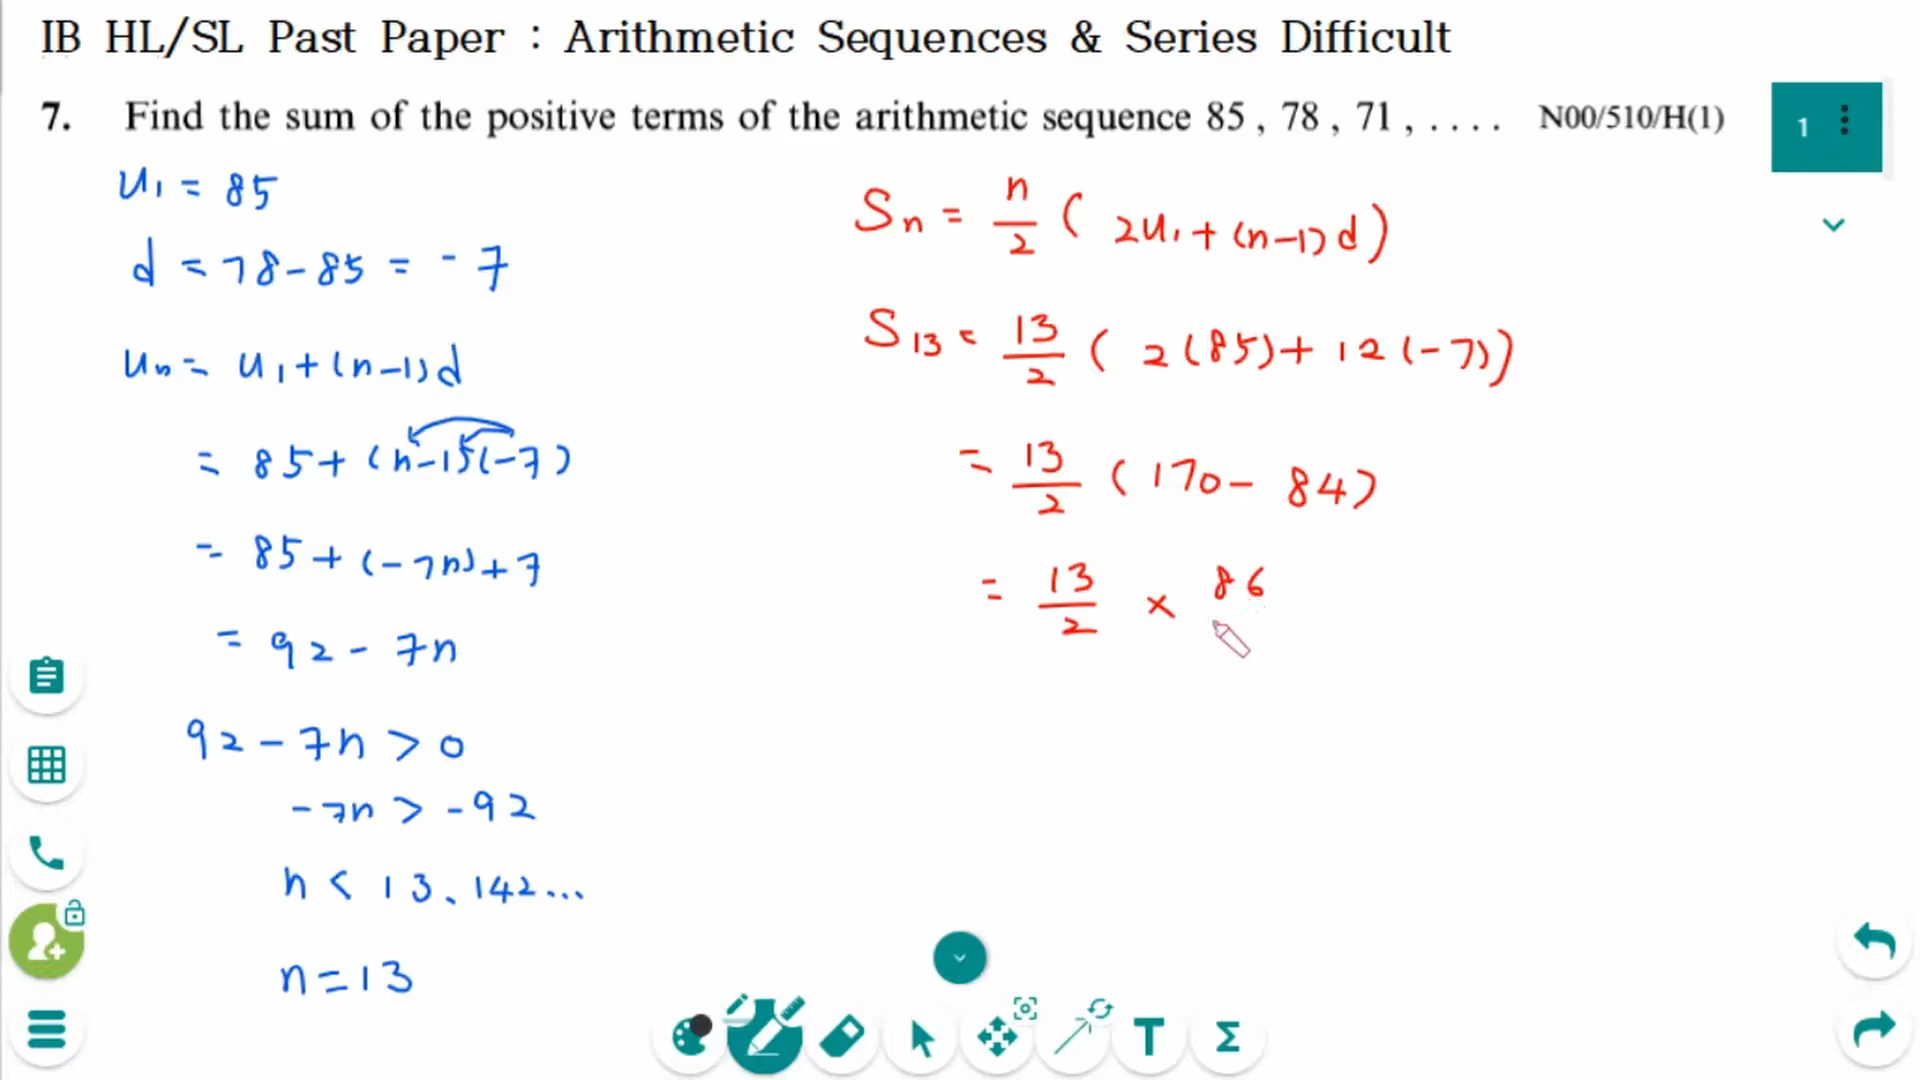 IB HL/SL Past Paper : Arithmetic Sequences & Series Difficult
7. Find the sum of the positive terms of the arithmetic sequence 85 , 78 , 71 , . . . . N00/510/H(1)
1
u₁ = 85
d = 78 - 85 = -7
uₙ = u₁ + (n-1)d
= 85 + (n-1)(-7)
= 85 + (-7n) + 7
= 92 - 7n
92 - 7n > 0
-7n > -92
n < 13.142...
n = 13
Sₙ = n/2 ( 2u₁ + (n-1)d )
S₁₃ = 13/2 ( 2(85) + 12(-7) )
= 13/2 ( 170 - 84 )
= 13/2 × 86
T Σ